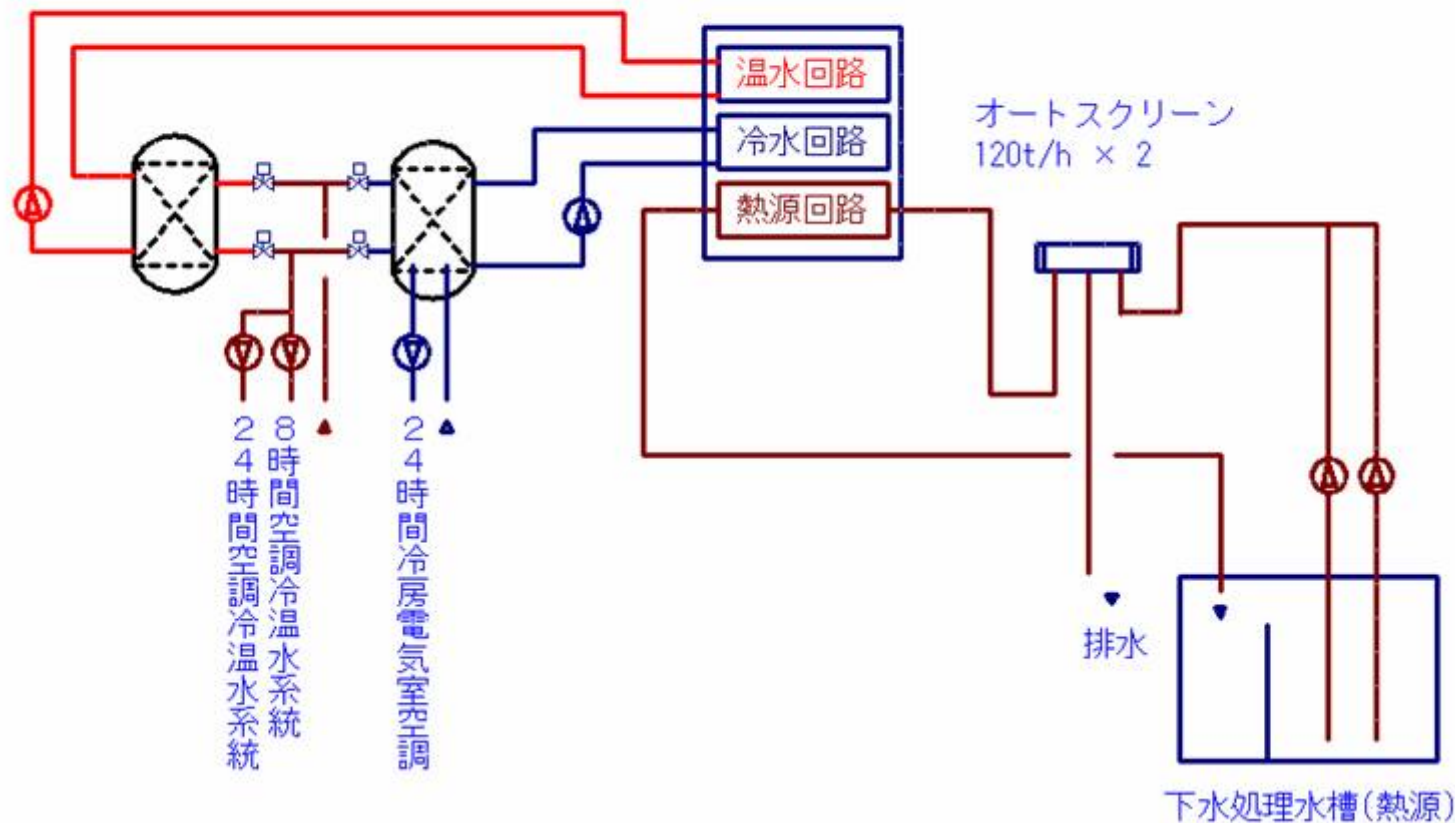 温水回路
冷水回路
熱源回路
オートスクリーン
120t/h × 2
24時間空調冷温水系統
8時間空調冷温水系統
24時間冷房電気室空調
排水
下水処理水槽(熱源)